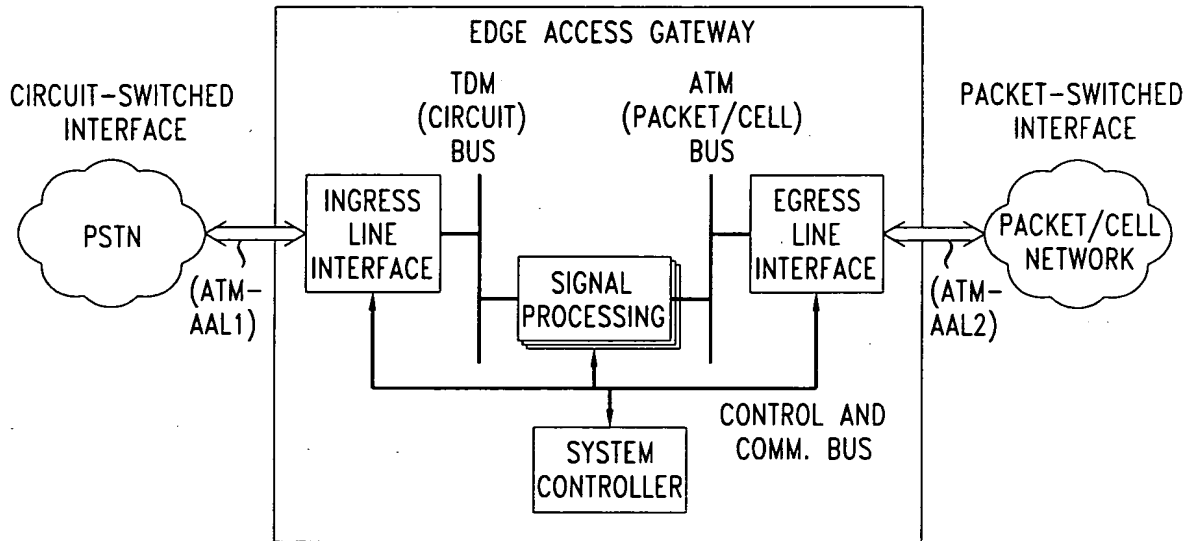 EDGE ACCESS GATEWAY
CIRCUIT-SWITCHED
INTERFACE
TDM
(CIRCUIT)
BUS
ATM
(PACKET/CELL)
BUS
PACKET-SWITCHED
INTERFACE
PSTN
(ATM-
AAL1)
INGRESS
LINE
INTERFACE
SIGNAL
PROCESSING
EGRESS
LINE
INTERFACE
PACKET/CELL
NETWORK
(ATM-
AAL2)
CONTROL AND
COMM. BUS
SYSTEM
CONTROLLER